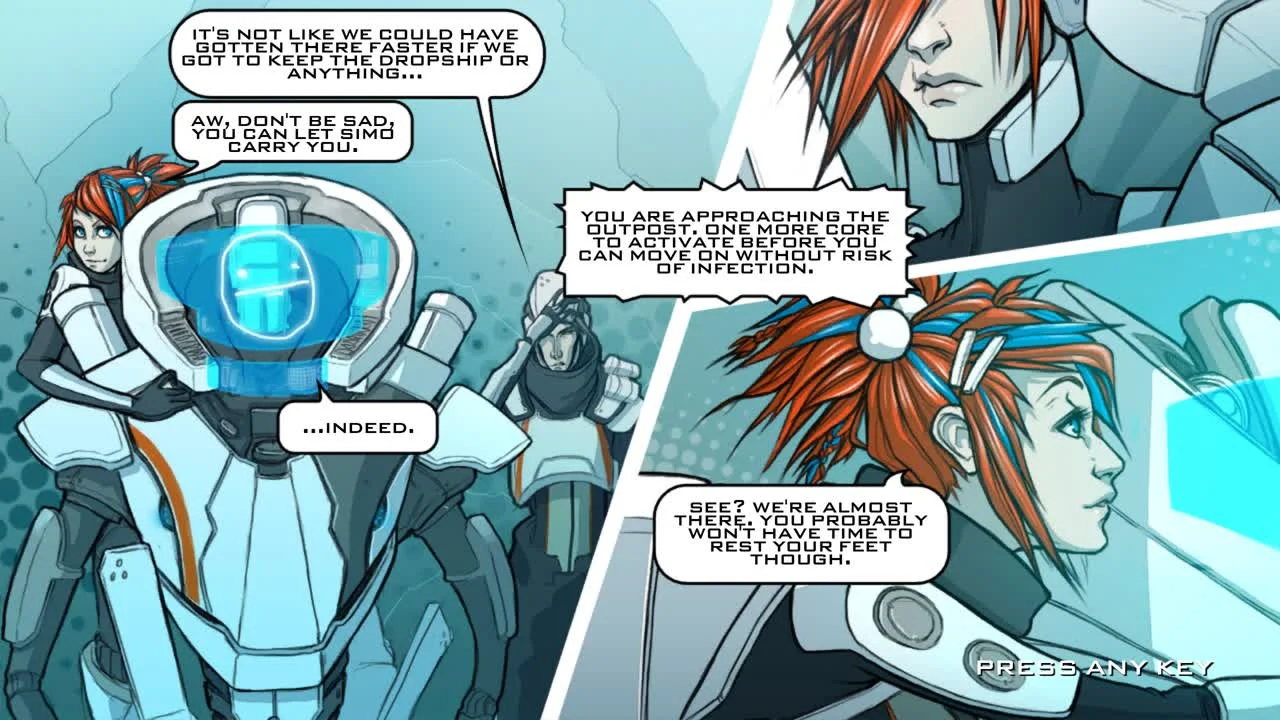 IT'S NOT LIKE WE COULD HAVE
GOTTEN THERE FASTER IF WE
GOT TO KEEP THE DROPSHIP OR
ANYTHING...
AW, DON'T BE SAD,
YOU CAN LET SIMO
CARRY YOU.
...INDEED.
YOU ARE APPROACHING THE
OUTPOST. ONE MORE CORE
TO ACTIVATE BEFORE YOU
CAN MOVE ON WITHOUT RISK
OF INFECTION.
SEE? WE'RE ALMOST
THERE. YOU PROBABLY
WON'T HAVE TIME TO
REST YOUR FEET
THOUGH.
PRESS ANY KEY